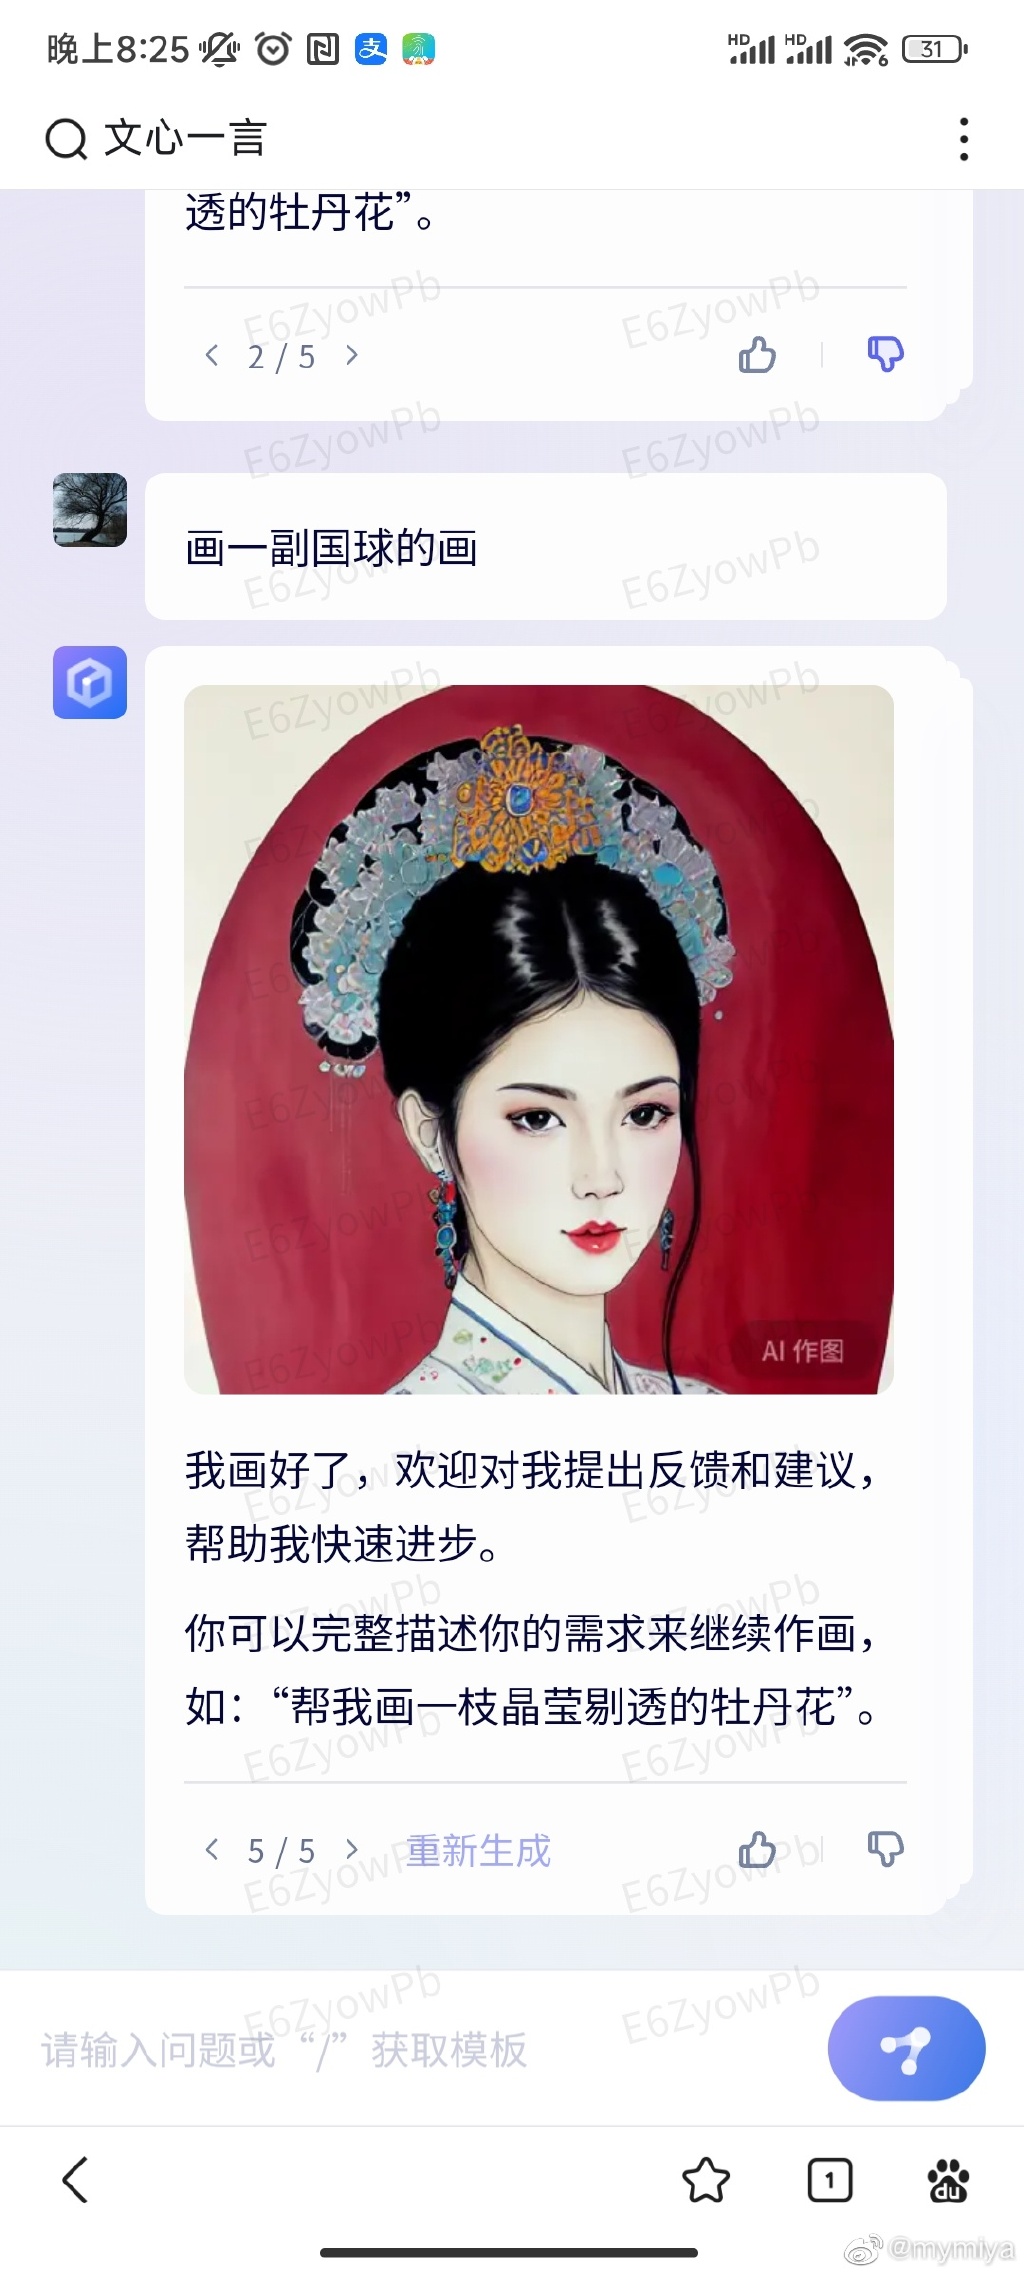 晚上8:25
HD HD 6 31
文心一言
透的牡丹花”。
2 / 5
画一副国球的画
AI 作图
我画好了，欢迎对我提出反馈和建议，
帮助我快速进步。
你可以完整描述你的需求来继续作画，
如：“帮我画一枝晶莹剔透的牡丹花”。
5 / 5 重新生成
请输入问题或“/”获取模板
1 du
@mymiya
E6ZyowPb